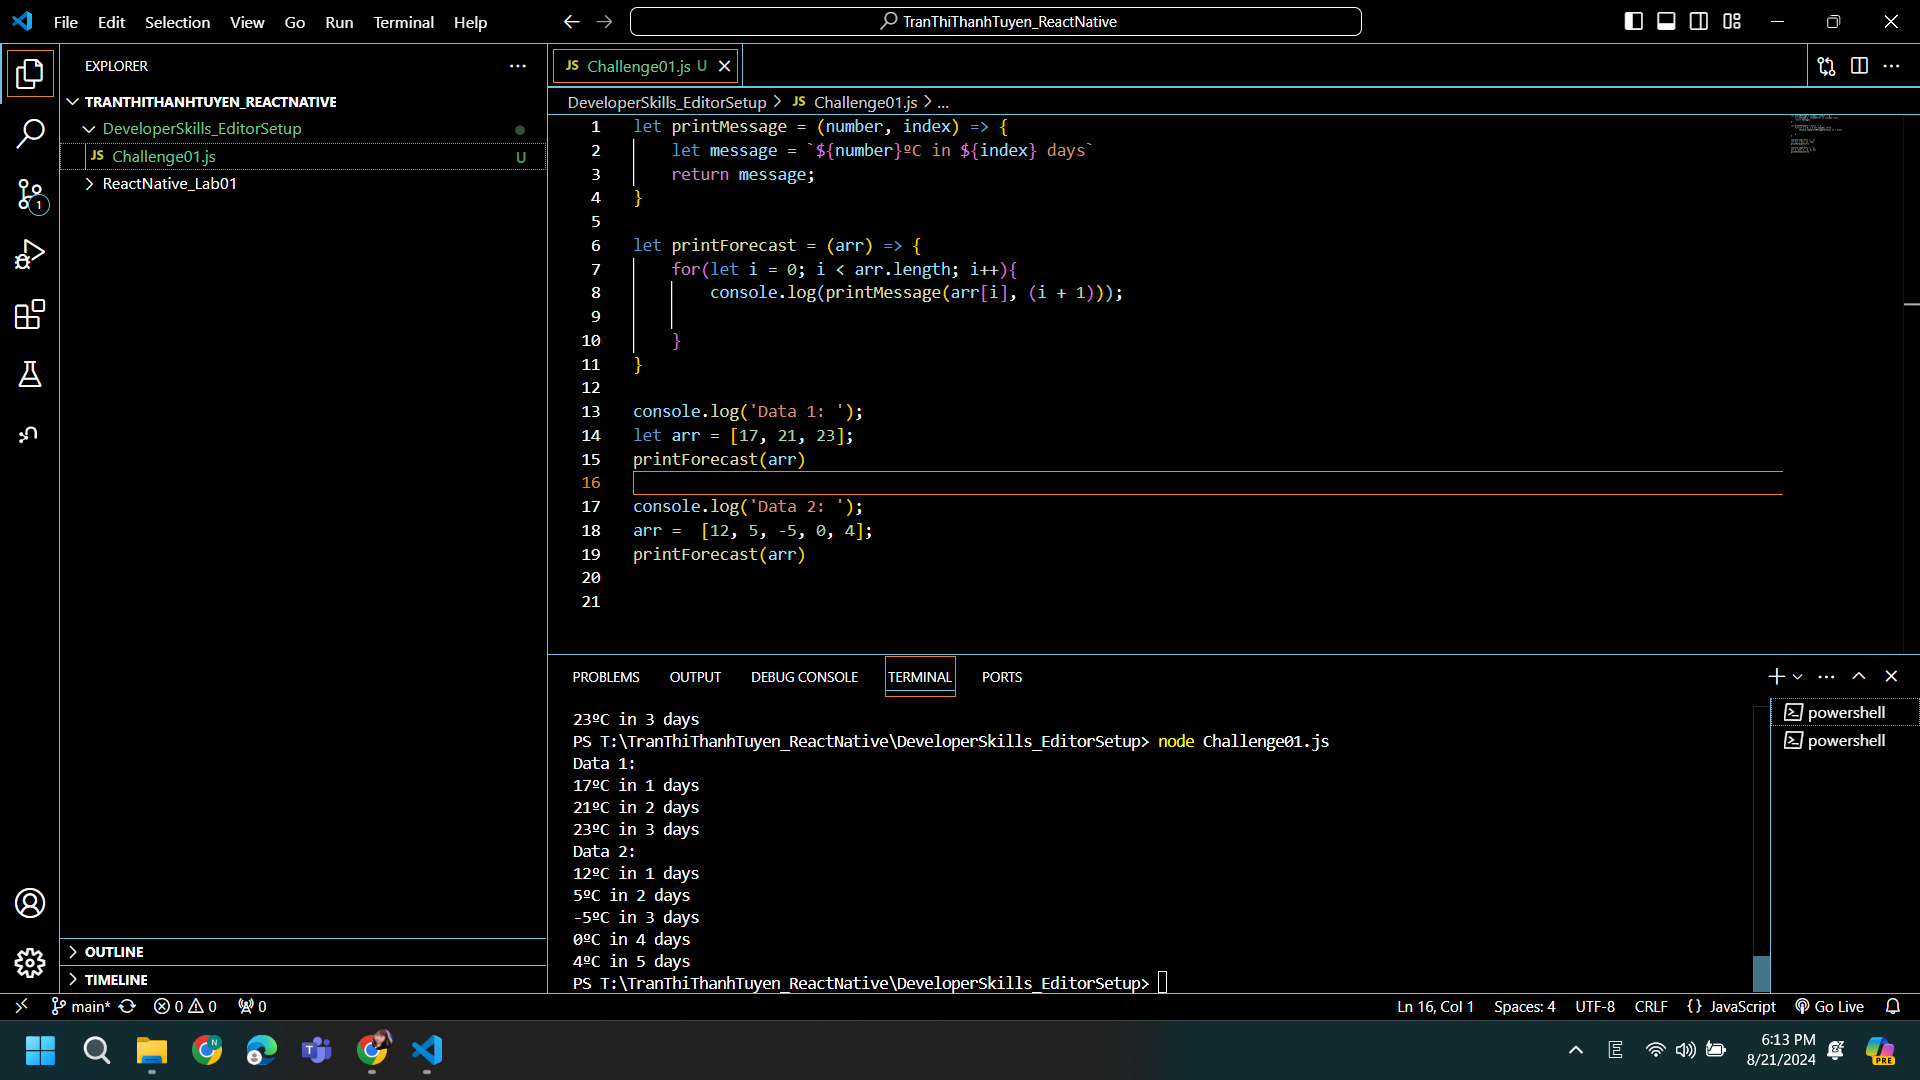 File Edit Selection View Go Run Terminal Help
TranThiThanhTuyen_ReactNative
EXPLORER
TRANTHITHANHTUYEN_REACTNATIVE
DeveloperSkills_EditorSetup
JS Challenge01.js U
ReactNative_Lab01
1
OUTLINE
TIMELINE
JS Challenge01.js U
DeveloperSkills_EditorSetup > JS Challenge01.js > ...
1 let printMessage = (number, index) => {
2     let message = `${number}ºC in ${index} days`
3     return message;
4 }
5
6 let printForecast = (arr) => {
7     for(let i = 0; i < arr.length; i++){
8         console.log(printMessage(arr[i], (i + 1)));
9
10     }
11 }
12
13 console.log('Data 1: ');
14 let arr = [17, 21, 23];
15 printForecast(arr)
16
17 console.log('Data 2: ');
18 arr =  [12, 5, -5, 0, 4];
19 printForecast(arr)
20
21
PROBLEMS OUTPUT DEBUG CONSOLE TERMINAL PORTS
23ºC in 3 days
PS T:\TranThiThanhTuyen_ReactNative\DeveloperSkills_EditorSetup> node Challenge01.js
Data 1:
17ºC in 1 days
21ºC in 2 days
23ºC in 3 days
Data 2:
12ºC in 1 days
5ºC in 2 days
-5ºC in 3 days
0ºC in 4 days
4ºC in 5 days
PS T:\TranThiThanhTuyen_ReactNative\DeveloperSkills_EditorSetup>
powershell
powershell
main* 0 0 0
Ln 16, Col 1 Spaces: 4 UTF-8 CRLF {} JavaScript Go Live
N
E
6:13 PM
8/21/2024
PRE